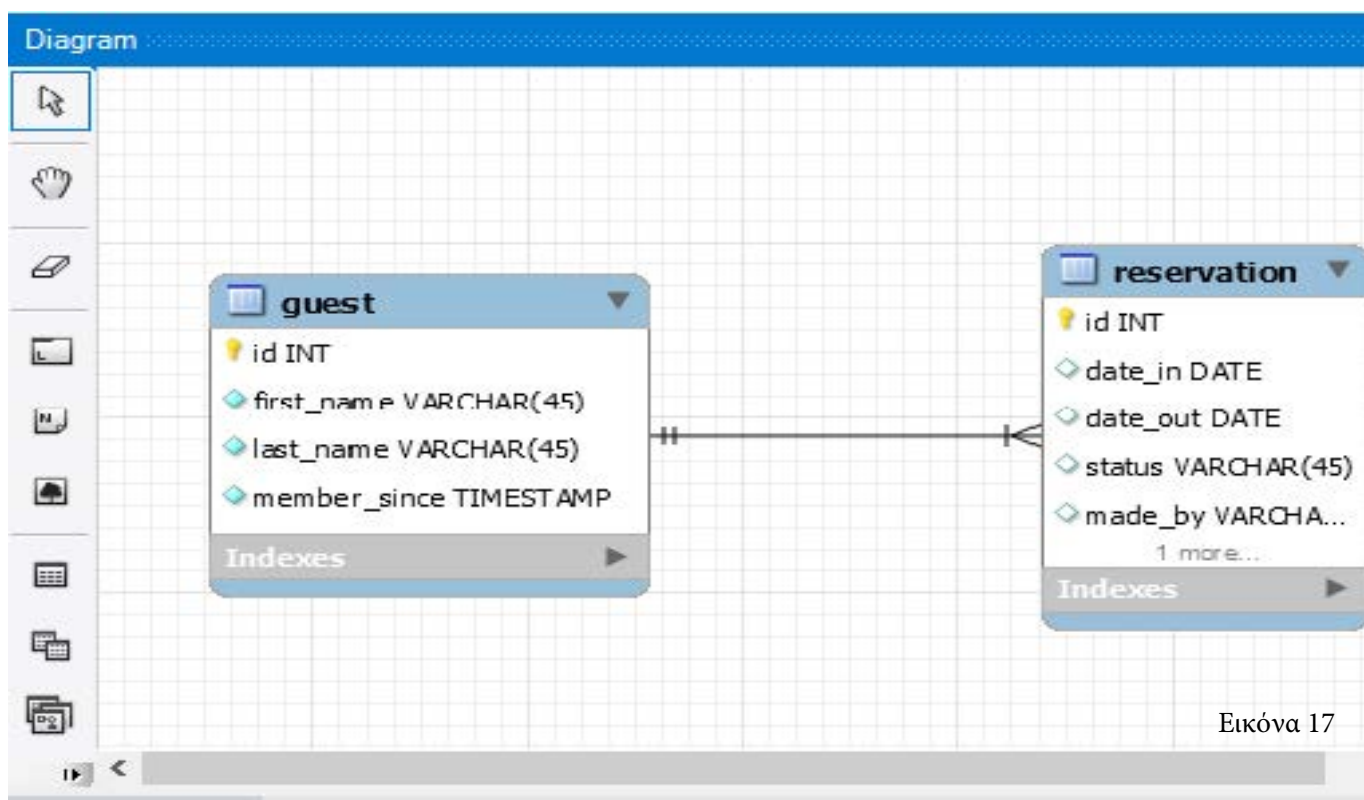 Diagram
guest
id INT
first_name VARCHAR(45)
last_name VARCHAR(45)
member_since TIMESTAMP
Indexes
reservation
id INT
date_in DATE
date_out DATE
status VARCHAR(45)
made_by VARCHA...
1 more...
Indexes
Εικόνα 17